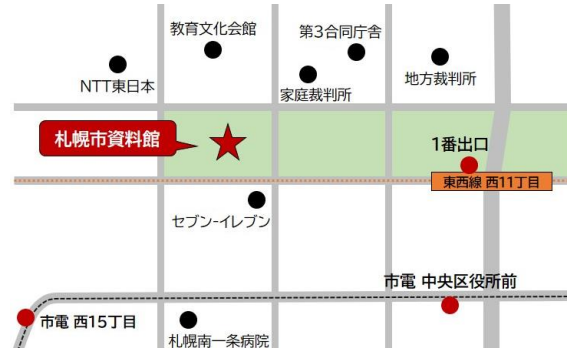 教育文化会館
第3合同庁舎
NTT東日本
家庭裁判所
地方裁判所
札幌市資料館
1番出口
東西線 西11丁目
セブン-イレブン
市電 中央区役所前
市電 西15丁目
札幌南一条病院